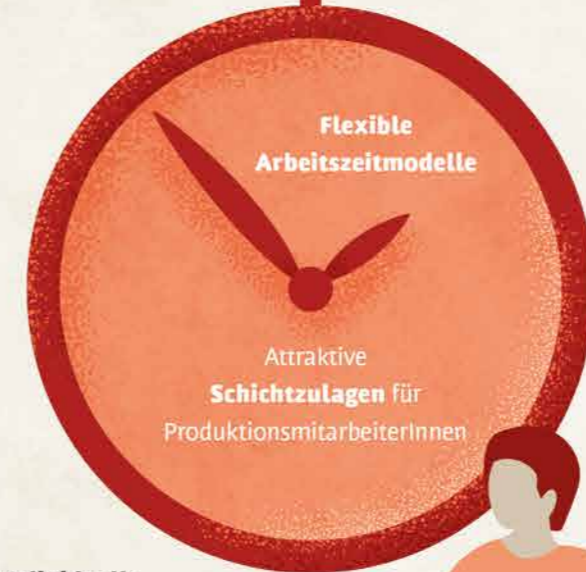 Flexible
Arbeitszeitmodelle
Attraktive
Schichtzulagen für
ProduktionsmitarbeiterInnen